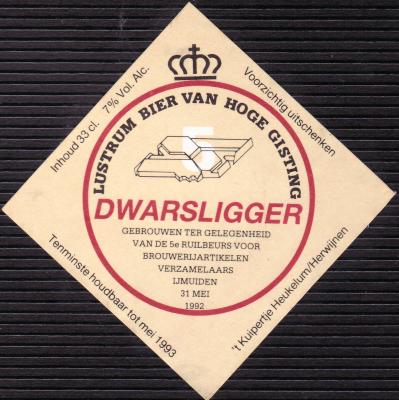 Inhoud 33 cl. 7% Vol. Alc.
Voorzichtig uitschenken
LUSTRUM BIER VAN HOGE GISTING
5
DWARSLIGGER
GEBROUWEN TER GELEGENHEID
VAN DE 5e RUILBEURS VOOR
BROUWERIJARTIKELEN
VERZAMELAARS
IJMUIDEN
31 MEI
1992
Tenminste houdbaar tot mei 1993
't Kuipertje Heukelum/Herwijnen